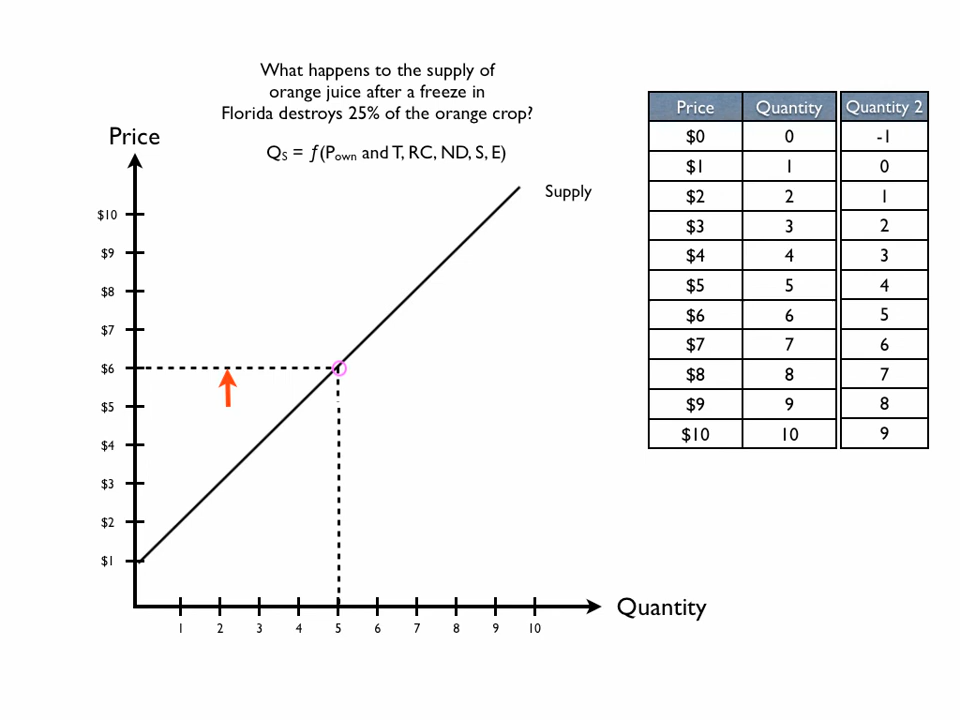 What happens to the supply of
orange juice after a freeze in
Florida destroys 25% of the orange crop?
QS = ƒ(Pown and T, RC, ND, S, E)
Price
Supply
$10
$9
$8
$7
$6
$5
$4
$3
$2
$1
1 2 3 4 5 6 7 8 9 10
Quantity
Price Quantity Quantity 2
$0 0 -1
$1 1 0
$2 2 1
$3 3 2
$4 4 3
$5 5 4
$6 6 5
$7 7 6
$8 8 7
$9 9 8
$10 10 9